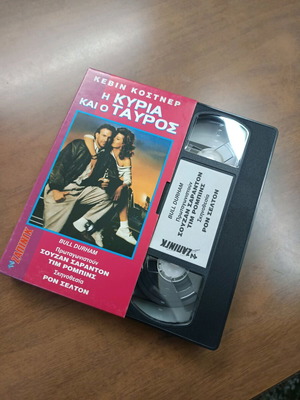 ΚΕΒΙΝ ΚΟΣΤΝΕΡ
Η ΚΥΡΙΑ
ΚΑΙ Ο ΤΑΥΡΟΣ
BULL DURHAM
Πρωταγωνιστούν
ΣΟΥΖΑΝ ΣΑΡΑΝΤΟΝ
ΤΙΜ ΡΟΜΠΙΝΣ
Σκηνοθεσία
ΡΟΝ ΣΕΛΤΟΝ
BULL DURHAM
Πρωταγωνιστούν
ΣΟΥΖΑΝ ΣΑΡΑΝΤΟΝ
ΤΙΜ ΡΟΜΠΙΝΣ
Σκηνοθεσία
ΡΟΝ ΣΕΛΤΟΝ